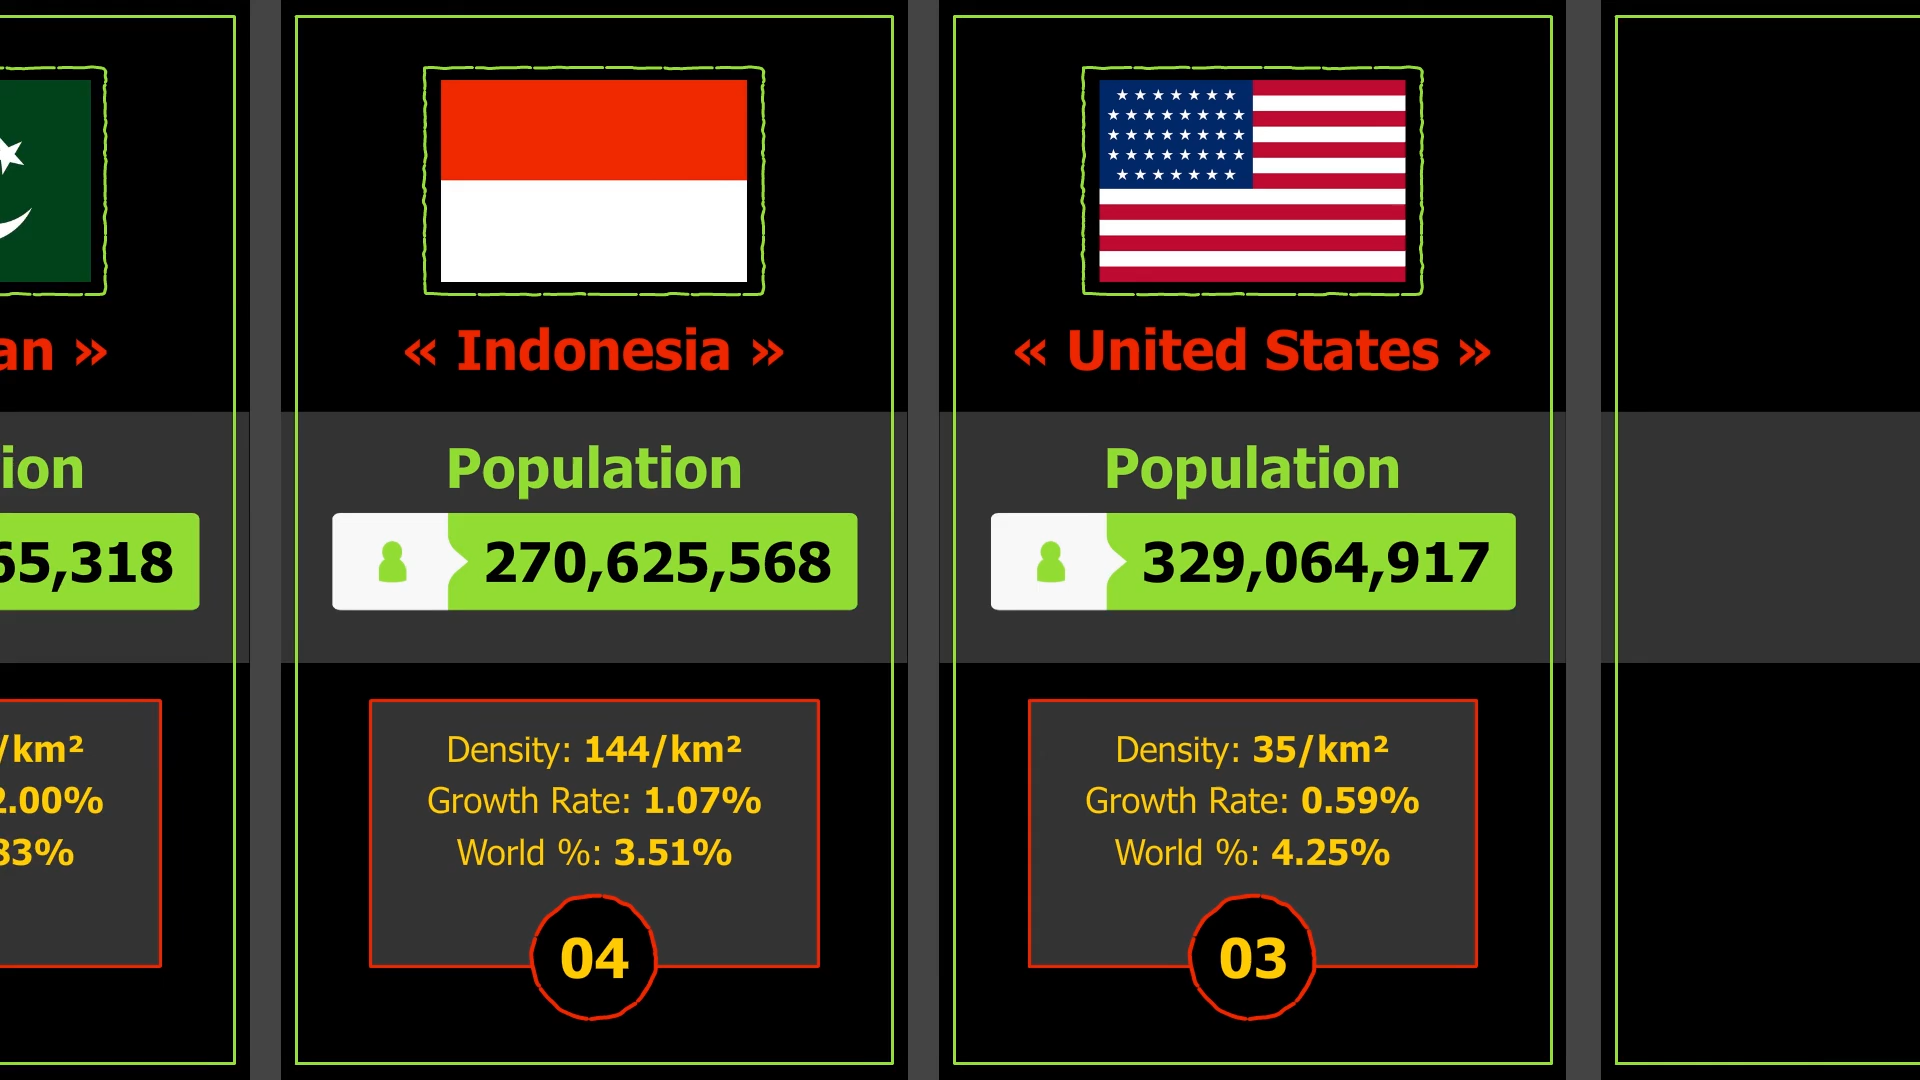 an »
ion
65,318
/km²
2.00%
83%
« Indonesia »
Population
270,625,568
Density: 144/km²
Growth Rate: 1.07%
World %: 3.51%
04
« United States »
Population
329,064,917
Density: 35/km²
Growth Rate: 0.59%
World %: 4.25%
03